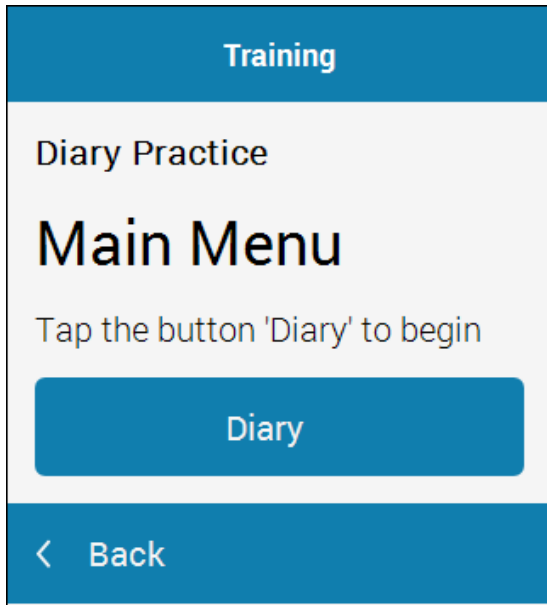 Training
Diary Practice
Main Menu
Tap the button 'Diary' to begin
Diary
Back